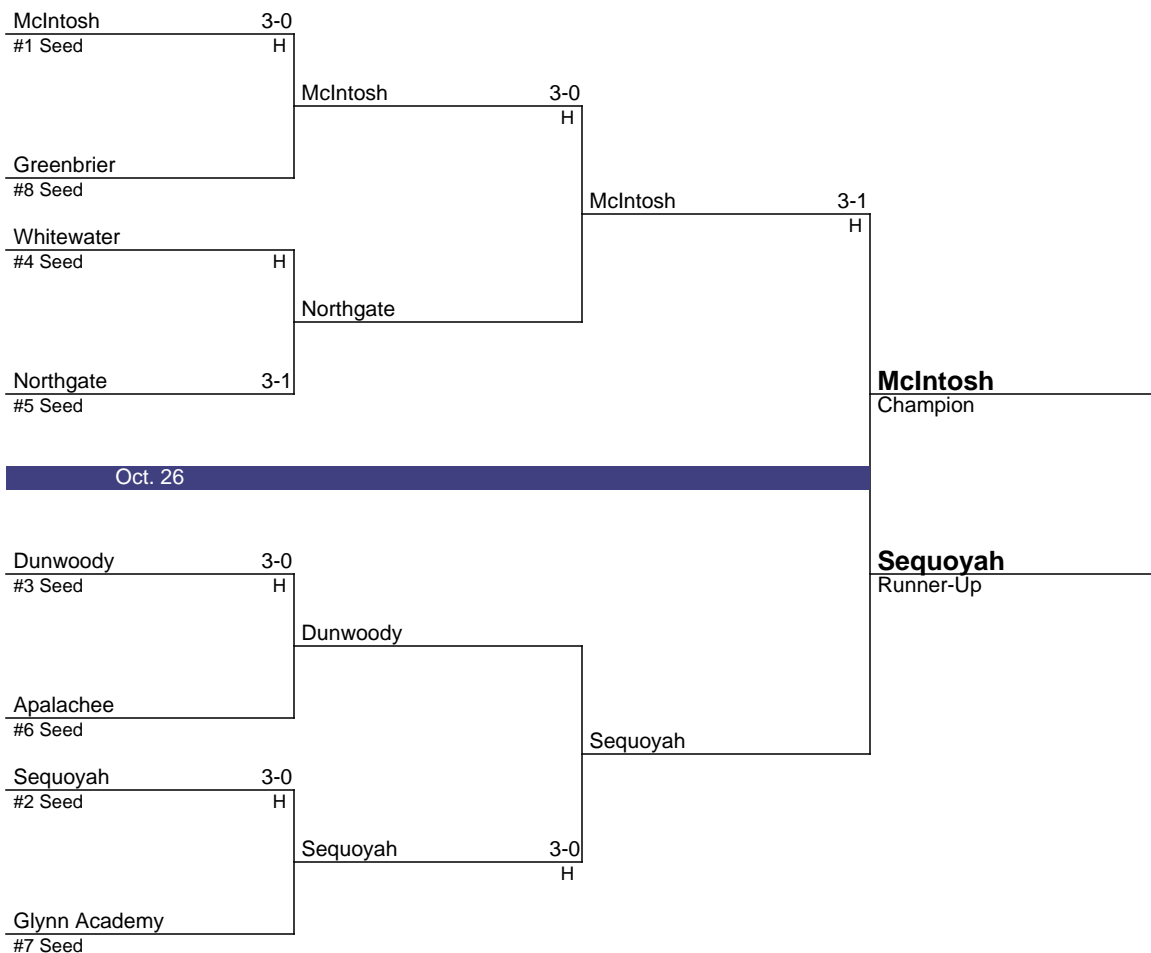 McIntosh 3-0
#1 Seed H
McIntosh 3-0
H
Greenbrier
#8 Seed
McIntosh 3-1
H
Whitewater
#4 Seed H
Northgate
Northgate 3-1
#5 Seed
McIntosh
Champion
Oct. 26
Dunwoody 3-0
#3 Seed H
Sequoyah
Runner-Up
Dunwoody
Apalachee
#6 Seed
Sequoyah
Sequoyah 3-0
#2 Seed H
Sequoyah 3-0
H
Glynn Academy
#7 Seed